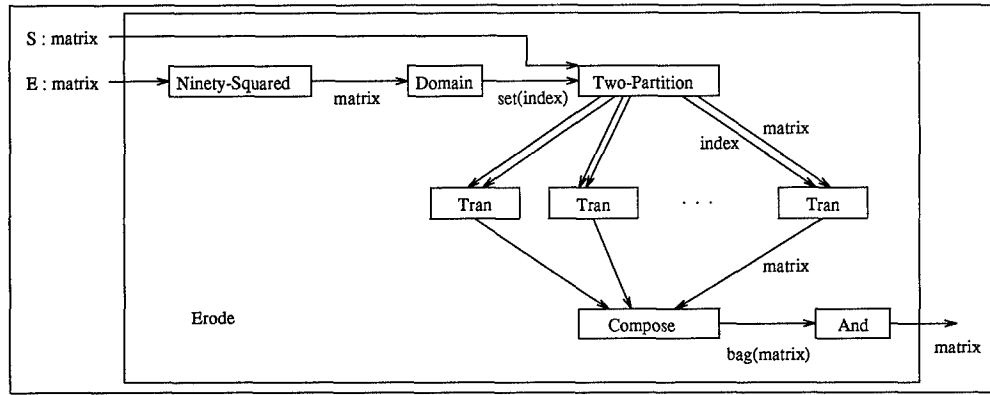 S : matrix
E : matrix
Ninety-Squared
matrix
Domain
set(index)
Two-Partition
matrix
index
Tran
Tran
. . .
Tran
matrix
Erode
Compose
bag(matrix)
And
matrix